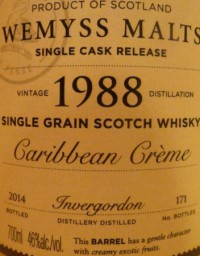 PRODUCT OF SCOTLAND
WEMYSS MALTS
SINGLE CASK RELEASE
VINTAGE 1988 DISTILLATION
SINGLE GRAIN SCOTCH WHISKY
Caribbean Crème
2014 Invergordon 171
BOTTLED DISTILLERY DISTILLED No. BOTTLES
700ml 46%alc/vol. This BARREL has a gentle character
with creamy exotic fruits.